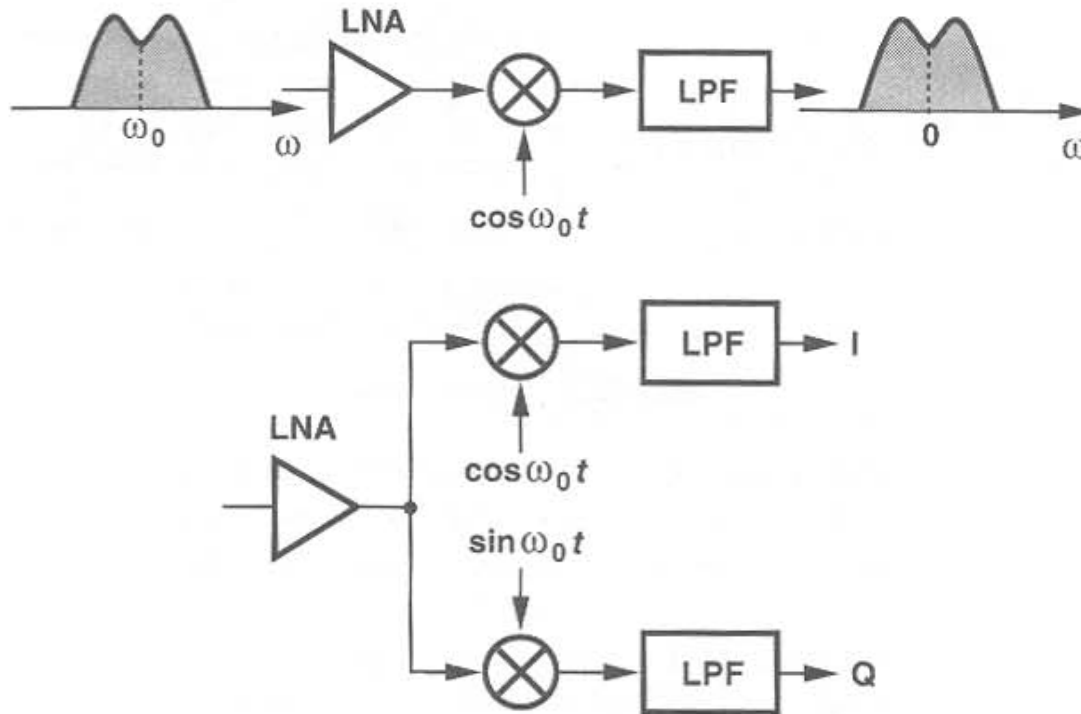 LNA
LPF
ω0
ω
0
ω
cos ω0 t
LPF
I
LNA
cos ω0 t
sin ω0 t
LPF
Q